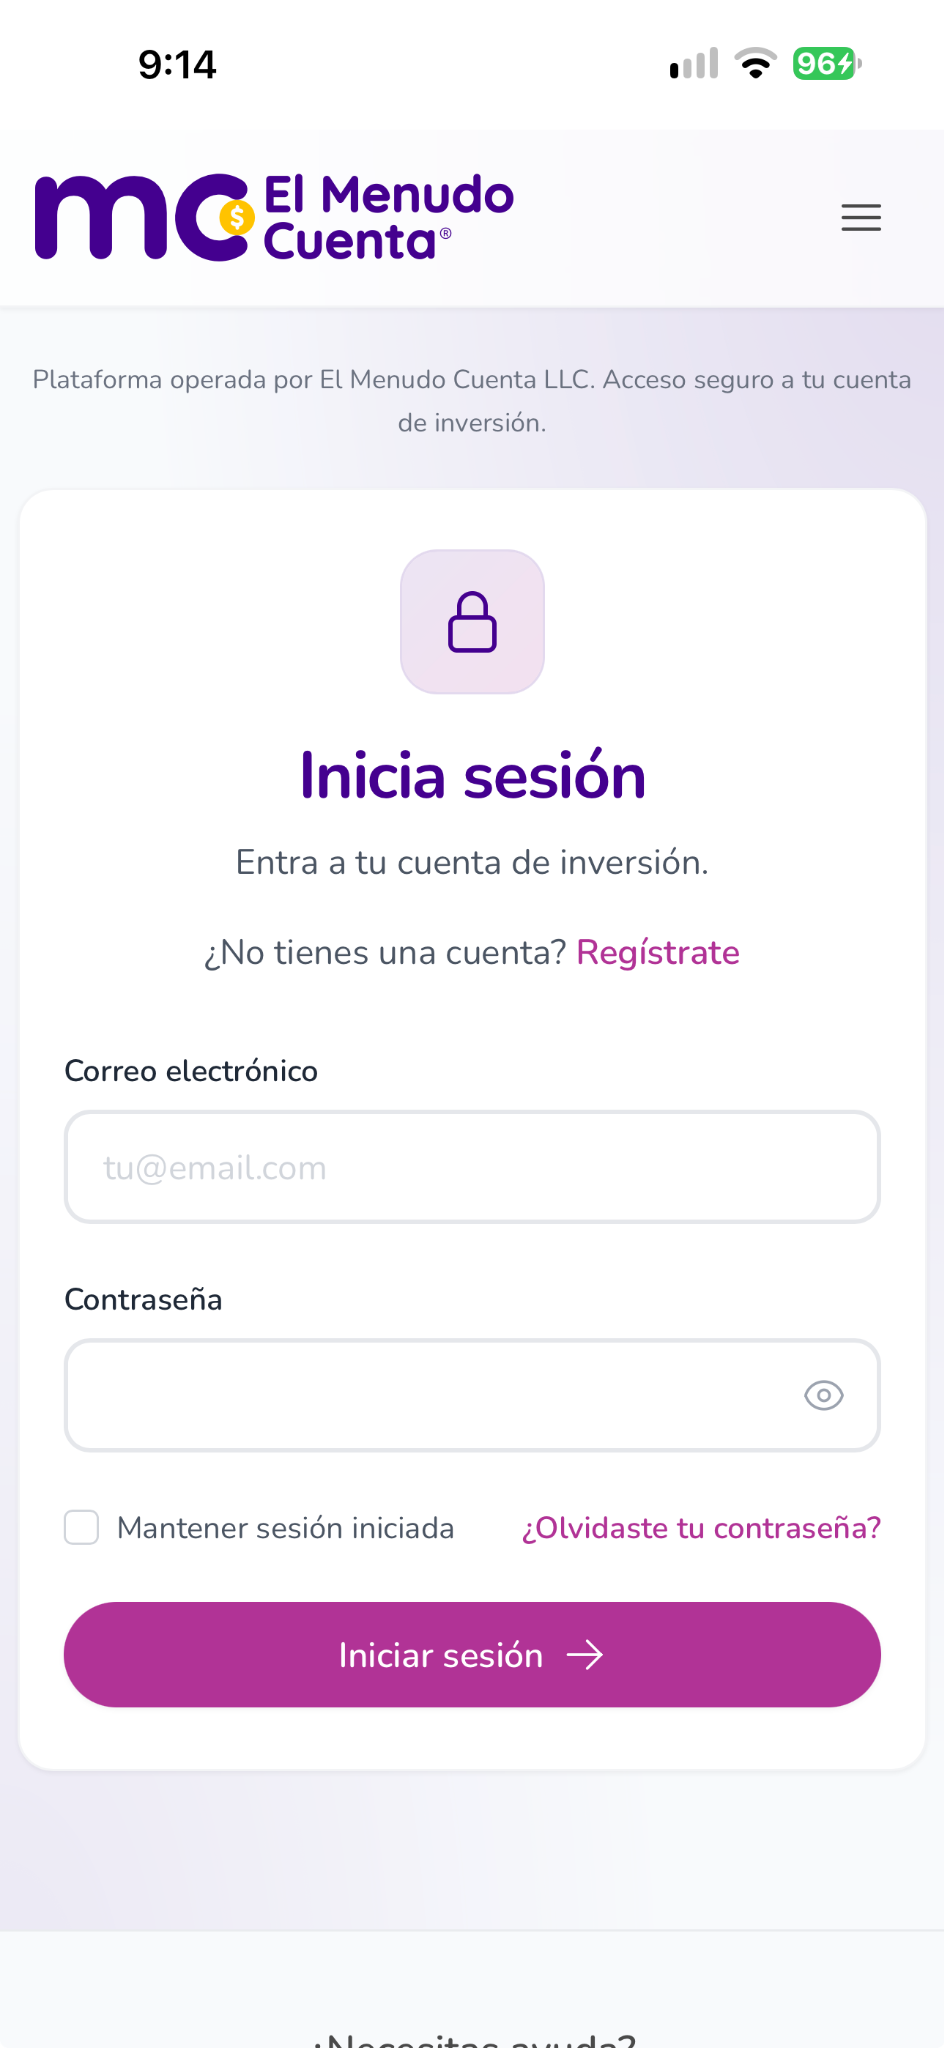 9:14
96
mc $ El Menudo
Cuenta®
Plataforma operada por El Menudo Cuenta LLC. Acceso seguro a tu cuenta
de inversión.
Inicia sesión
Entra a tu cuenta de inversión.
¿No tienes una cuenta? Regístrate
Correo electrónico
tu@email.com
Contraseña
Mantener sesión iniciada ¿Olvidaste tu contraseña?
Iniciar sesión →
¿Necesitas ayuda?